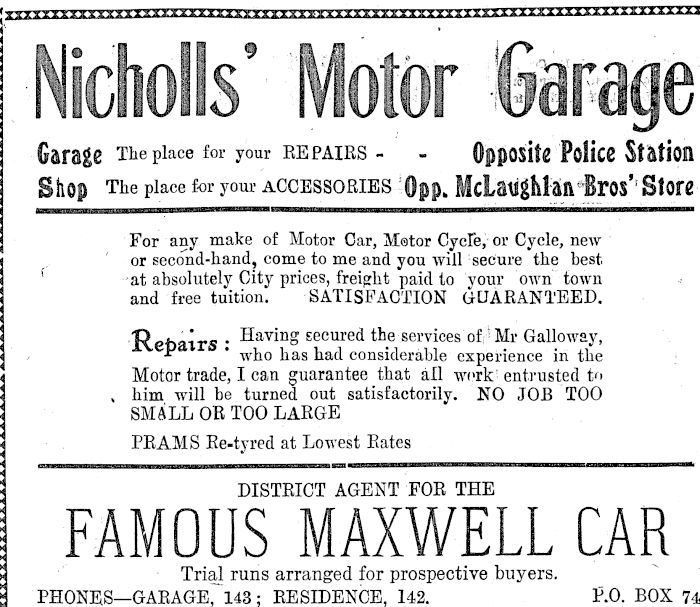 Nicholls' Motor Garage
Garage The place for your REPAIRS - - Opposite Police Station
Shop The place for your ACCESSORIES Opp. McLaughlan Bros' Store
For any make of Motor Car, Motor Cycle, or Cycle, new
or second-hand, come to me and you will secure the best
at absolutely City prices, freight paid to your own town
and free tuition. SATISFACTION GUARANTEED.
Repairs: Having secured the services of Mr Galloway,
who has had considerable experience in the
Motor trade, I can guarantee that all work entrusted to
him will be turned out satisfactorily. NO JOB TOO
SMALL OR TOO LARGE
PRAMS Re-tyred at Lowest Rates
DISTRICT AGENT FOR THE
FAMOUS MAXWELL CAR
Trial runs arranged for prospective buyers.
PHONES—GARAGE, 143; RESIDENCE, 142. P.O. BOX 74